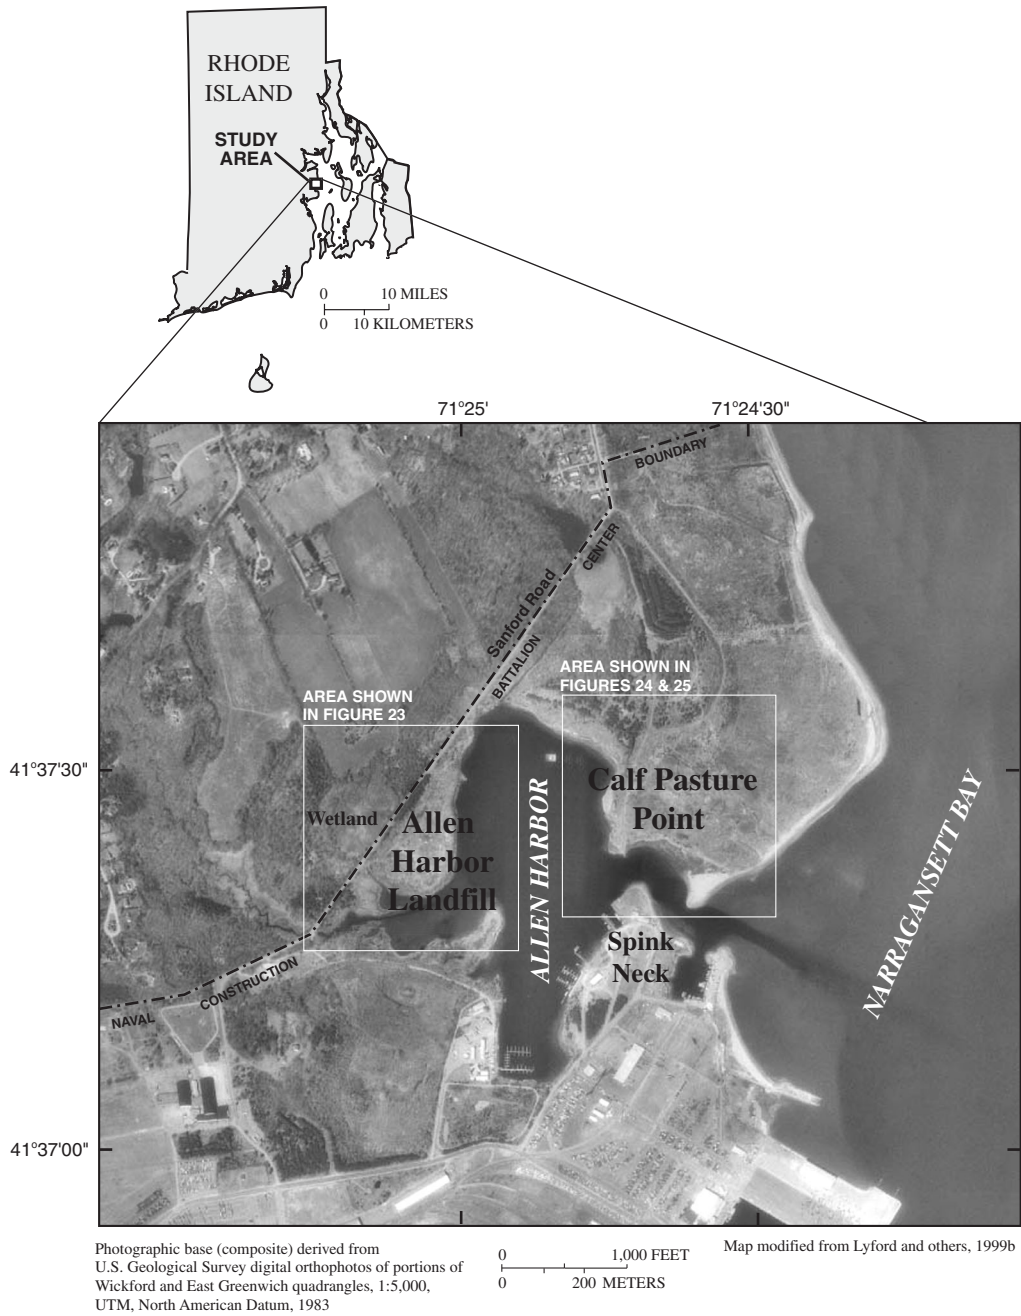 RHODE
ISLAND
STUDY
AREA
0 10 MILES
0 10 KILOMETERS
71°25' 71°24'30"
BOUNDARY
CENTER
Sanford Road
BATTALION
AREA SHOWN IN
FIGURES 24 & 25
AREA SHOWN
IN FIGURE 23
41°37'30"
Calf Pasture
Point
Wetland
Allen
Harbor
Landfill
ALLEN HARBOR
NARRAGANSETT BAY
Spink
Neck
CONSTRUCTION
NAVAL
41°37'00"
Photographic base (composite) derived from
U.S. Geological Survey digital orthophotos of portions of
Wickford and East Greenwich quadrangles, 1:5,000,
UTM, North American Datum, 1983
0 1,000 FEET
0 200 METERS
Map modified from Lyford and others, 1999b